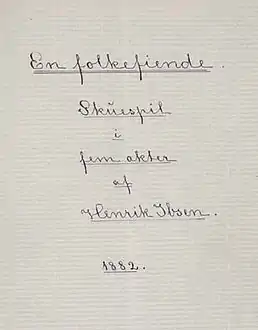 En folkefiende.
Skuespil
i
fem akter
af
Henrik Ibsen.
1882.